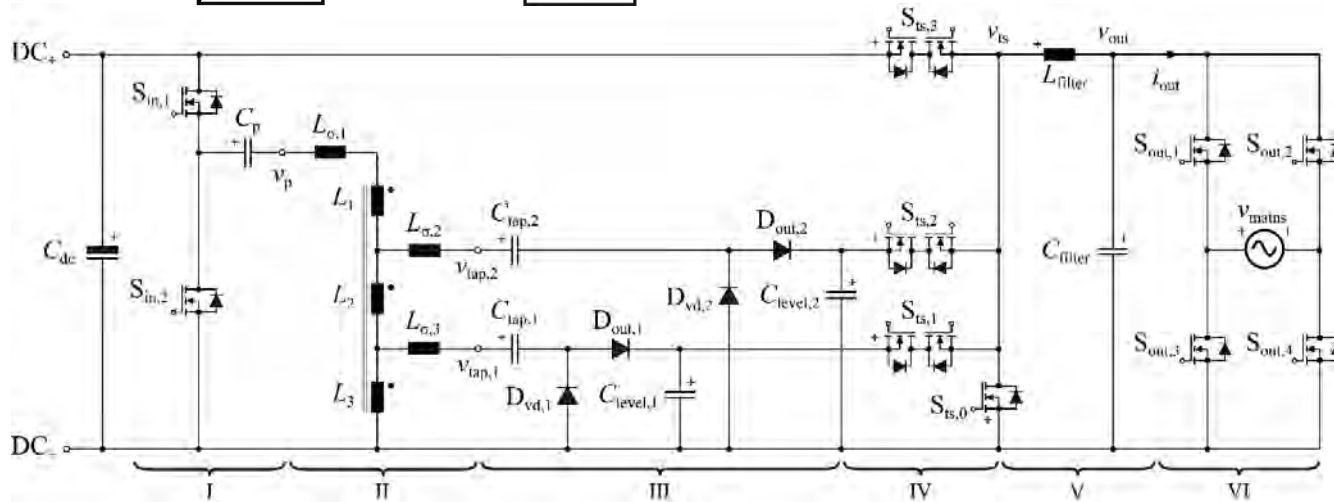 S_ts,3
DC+ v_ts v_out
+ + L_filter i_out
S_in,1
C_p L_σ,1
+ S_out,1 S_out,2
v_p
L_1 C_tap,2 S_ts,2
L_σ,2 + D_out,2 + v_mains
C_dc + v_tap,2 C_filter + + -
S_in,2 D_vd,2 C_level,2 +
L_2 C_tap,1 S_ts,1
L_σ,3 + D_out,1 +
v_tap,1 S_out,3 S_out,4
L_3 D_vd,1 C_level,1 + S_ts,0
+
DC-
I II III IV V VI